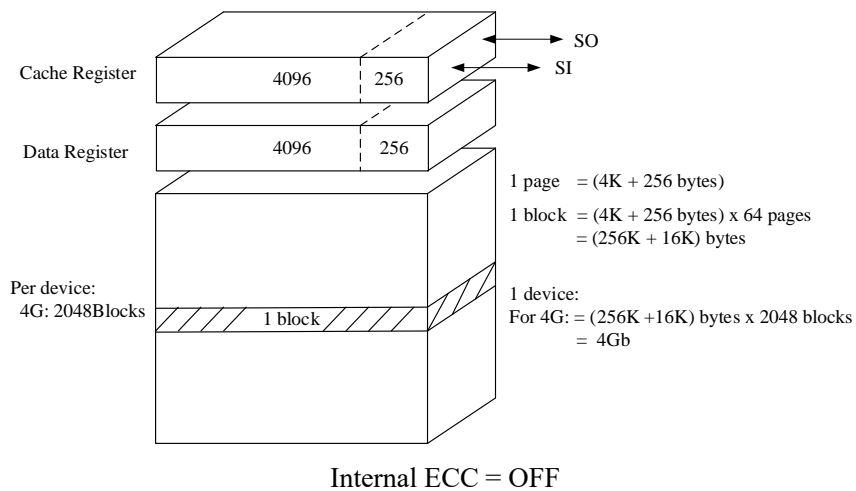 SO
SI
Cache Register
4096
256
Data Register
4096
256
1 page = (4K + 256 bytes)
1 block = (4K + 256 bytes) x 64 pages
= (256K + 16K) bytes
Per device:
4G: 2048Blocks
1 block
1 device:
For 4G: = (256K +16K) bytes x 2048 blocks
= 4Gb
Internal ECC = OFF